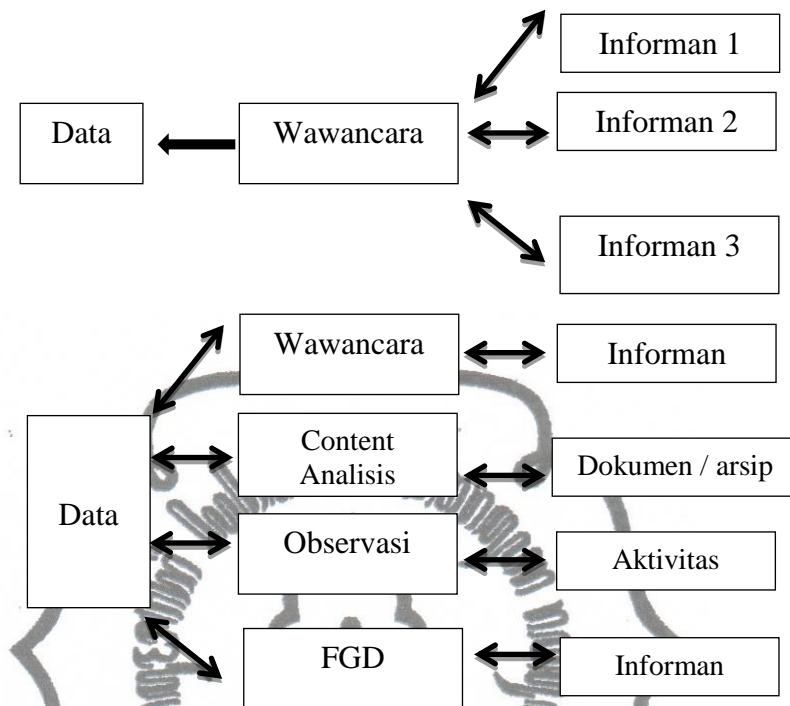 Informan 1
Data
Wawancara
Informan 2
Informan 3
Wawancara
Informan
Content
Analisis
Dokumen / arsip
Data
Observasi
Aktivitas
FGD
Informan